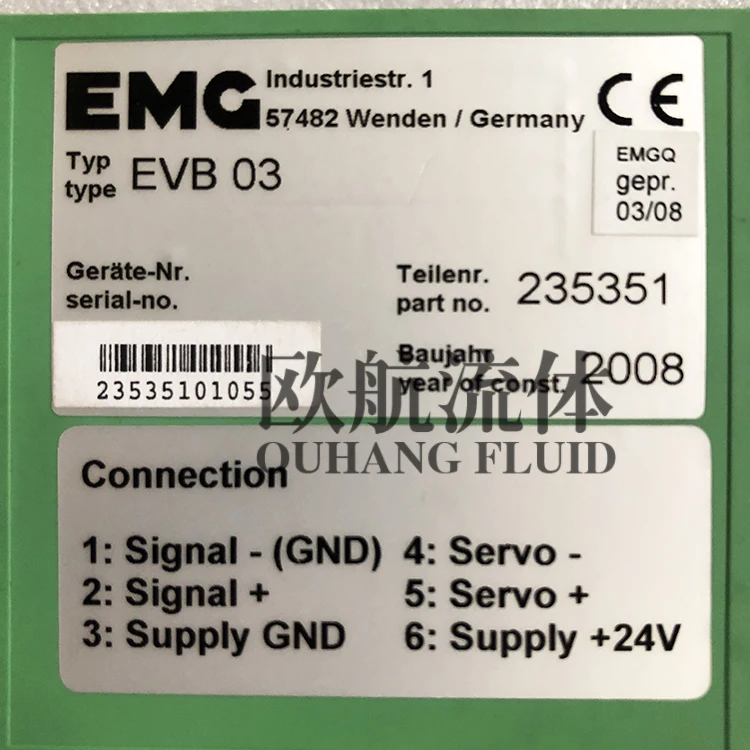 EMG
Industriestr. 1
57482 Wenden / Germany
CE
Typ
type EVB 03
EMGQ
gepr.
03/08
Geräte-Nr.
serial-no.
Teilenr.
part no. 235351
23535101055
Baujahr
year of const. 2008
欧航流体
OUHANG FLUID
Connection
1: Signal - (GND) 4: Servo -
2: Signal + 5: Servo +
3: Supply GND 6: Supply +24V